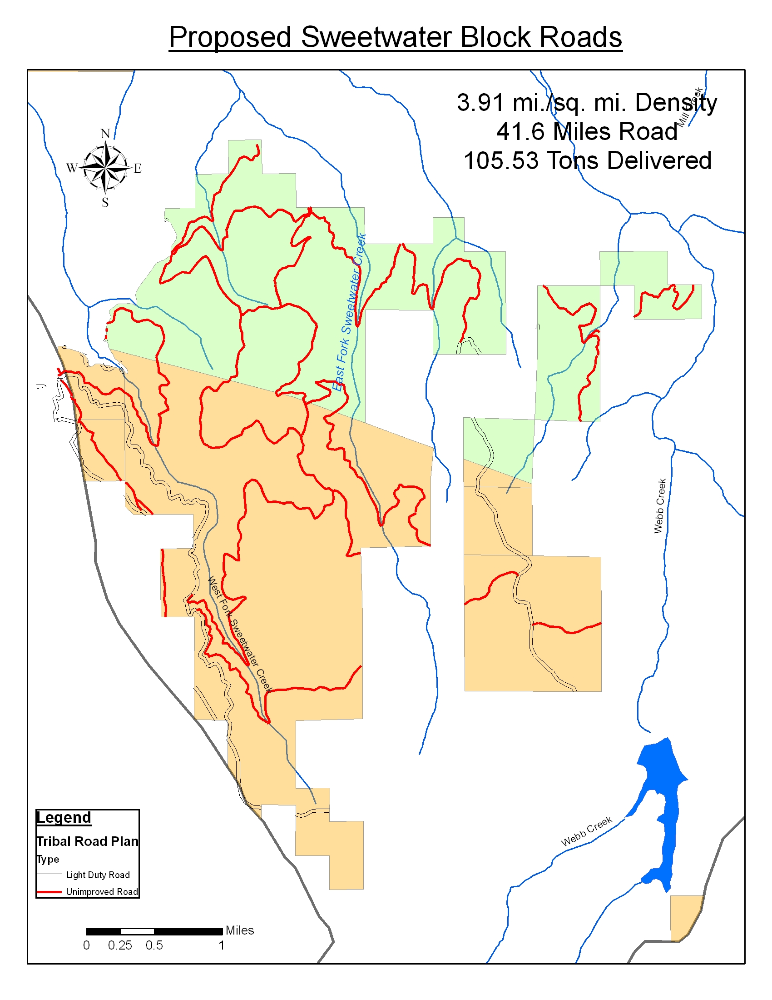 Proposed Sweetwater Block Roads
3.91 mi./sq. mi. Density
41.6 Miles Road
105.53 Tons Delivered
Mill Creek
N
W
E
S
East Fork Sweetwater Creek
Webb Creek
West Fork Sweetwater Creek
Webb Creek
Legend
Tribal Road Plan
Type
Light Duty Road
Unimproved Road
Miles
0 0.25 0.5 1